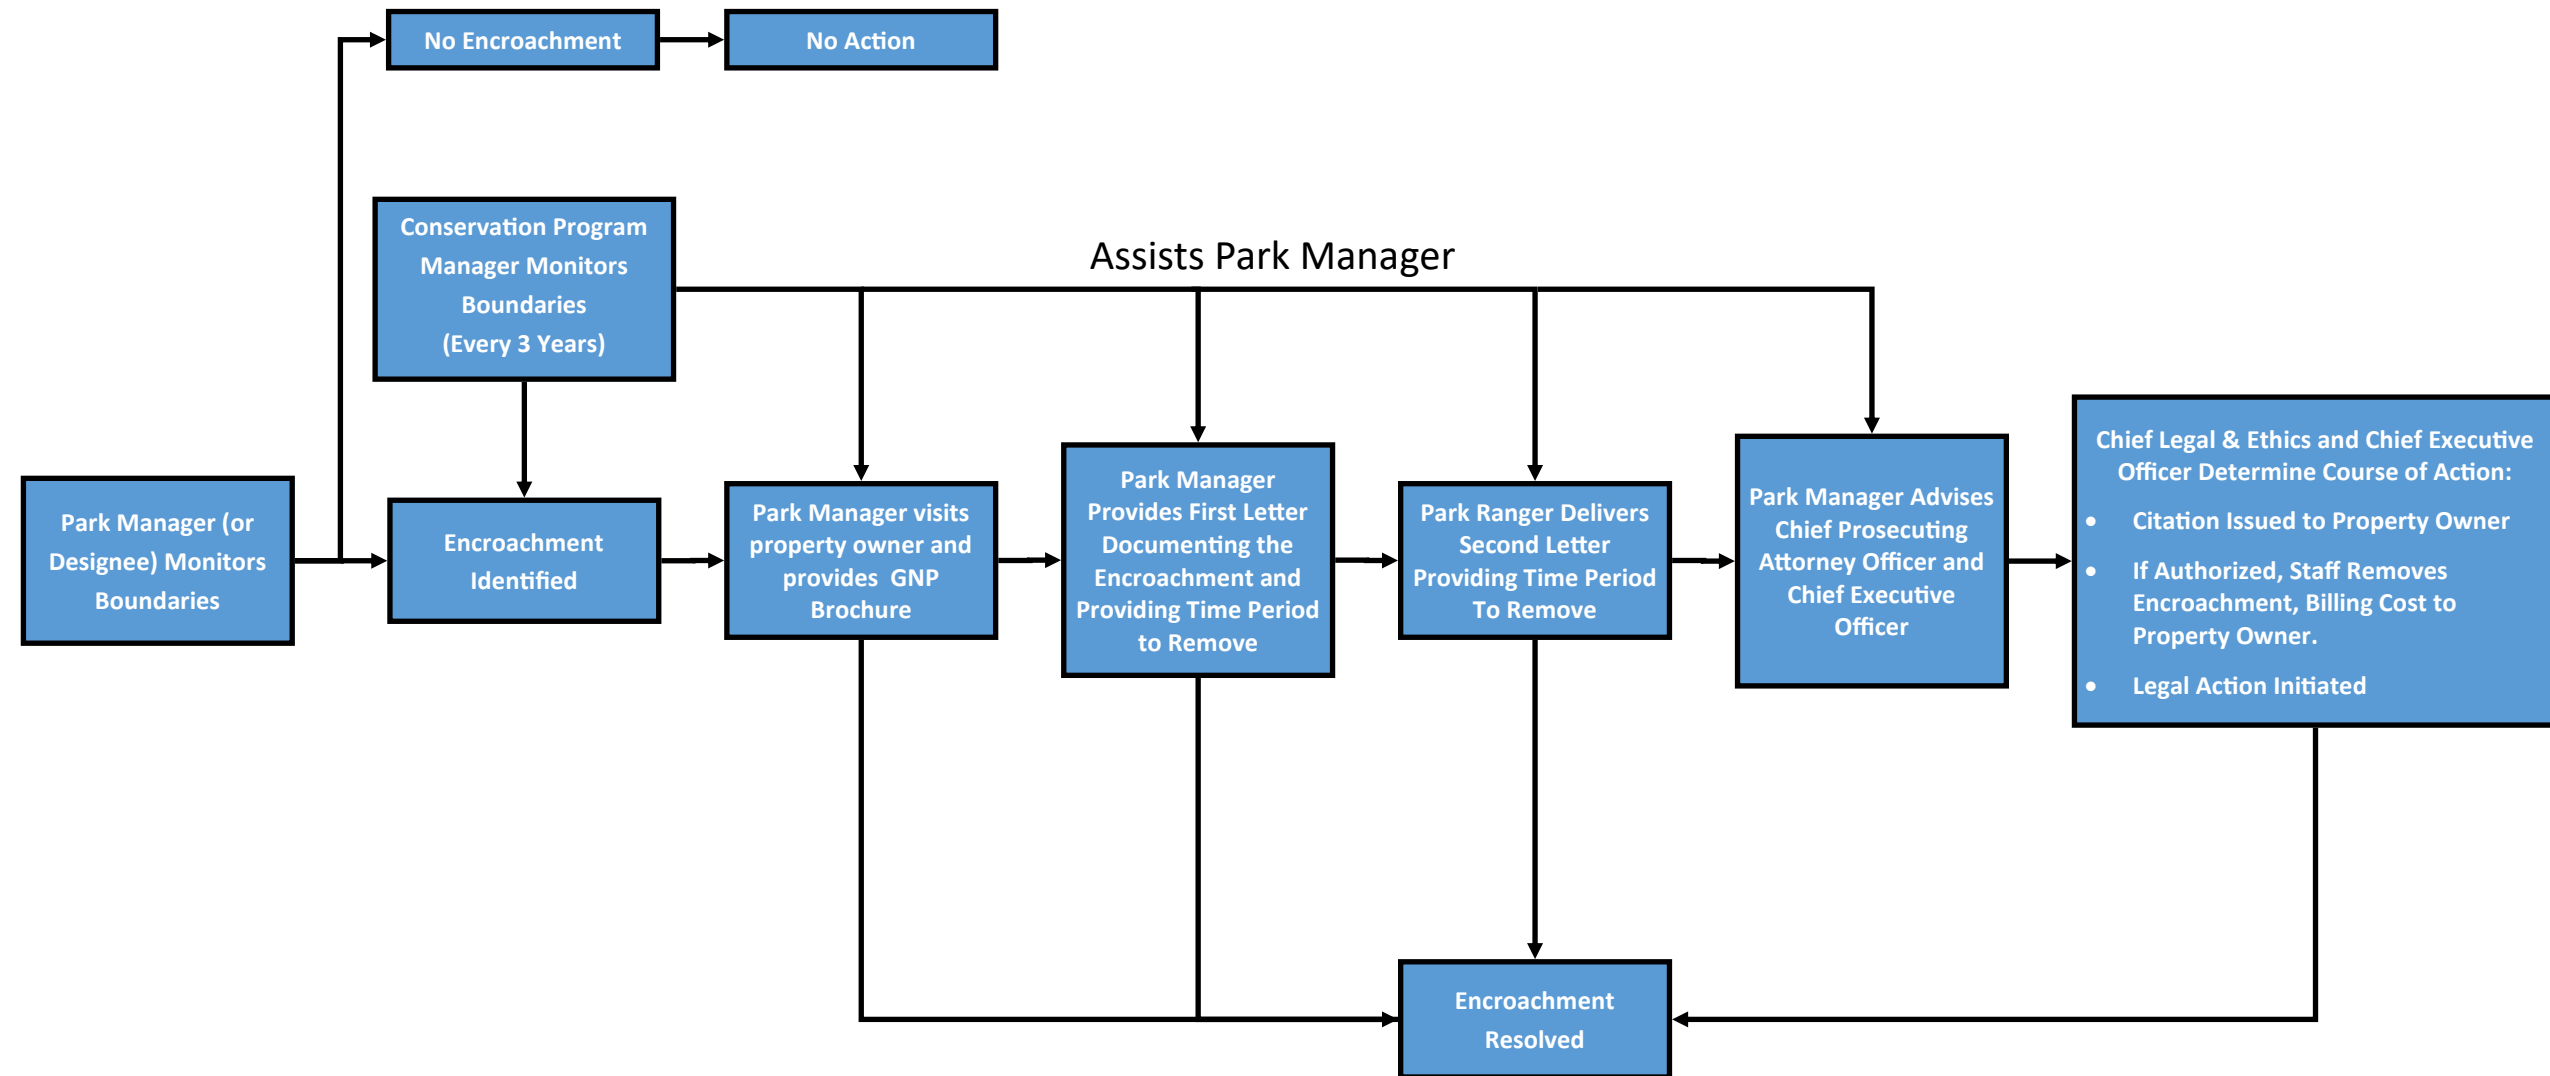 No Encroachment
No Action
Conservation Program
Manager Monitors
Boundaries
(Every 3 Years)
Assists Park Manager
Park Manager (or
Designee) Monitors
Boundaries
Encroachment
Identified
Park Manager visits
property owner and
provides  GNP
Brochure
Park Manager
Provides First Letter
Documenting the
Encroachment and
Providing Time Period
to Remove
Park Ranger Delivers
Second Letter
Providing Time Period
To Remove
Park Manager Advises
Chief Prosecuting
Attorney Officer and
Chief Executive
Officer
Chief Legal & Ethics and Chief Executive
Officer Determine Course of Action:
• Citation Issued to Property Owner
• If Authorized, Staff Removes
Encroachment, Billing Cost to
Property Owner.
• Legal Action Initiated
Encroachment
Resolved